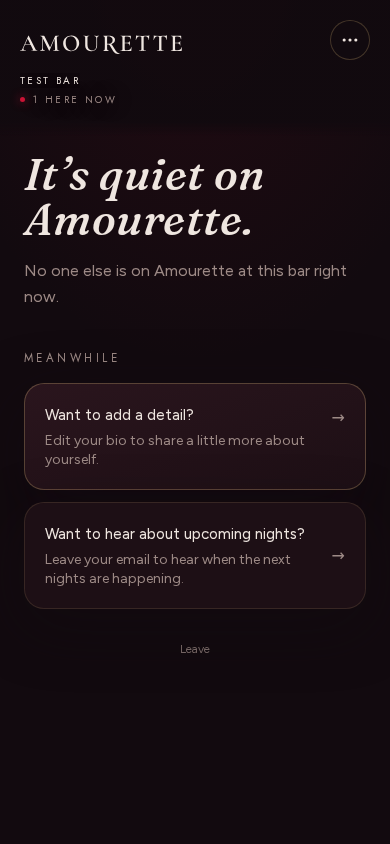 AMOURETTE
TEST BAR
1 HERE NOW
It’s quiet on
Amourette.
No one else is on Amourette at this bar right
now.
MEANWHILE
Want to add a detail?
→
Edit your bio to share a little more about
yourself.
Want to hear about upcoming nights?
Leave your email to hear when the next
→
nights are happening.
Leave